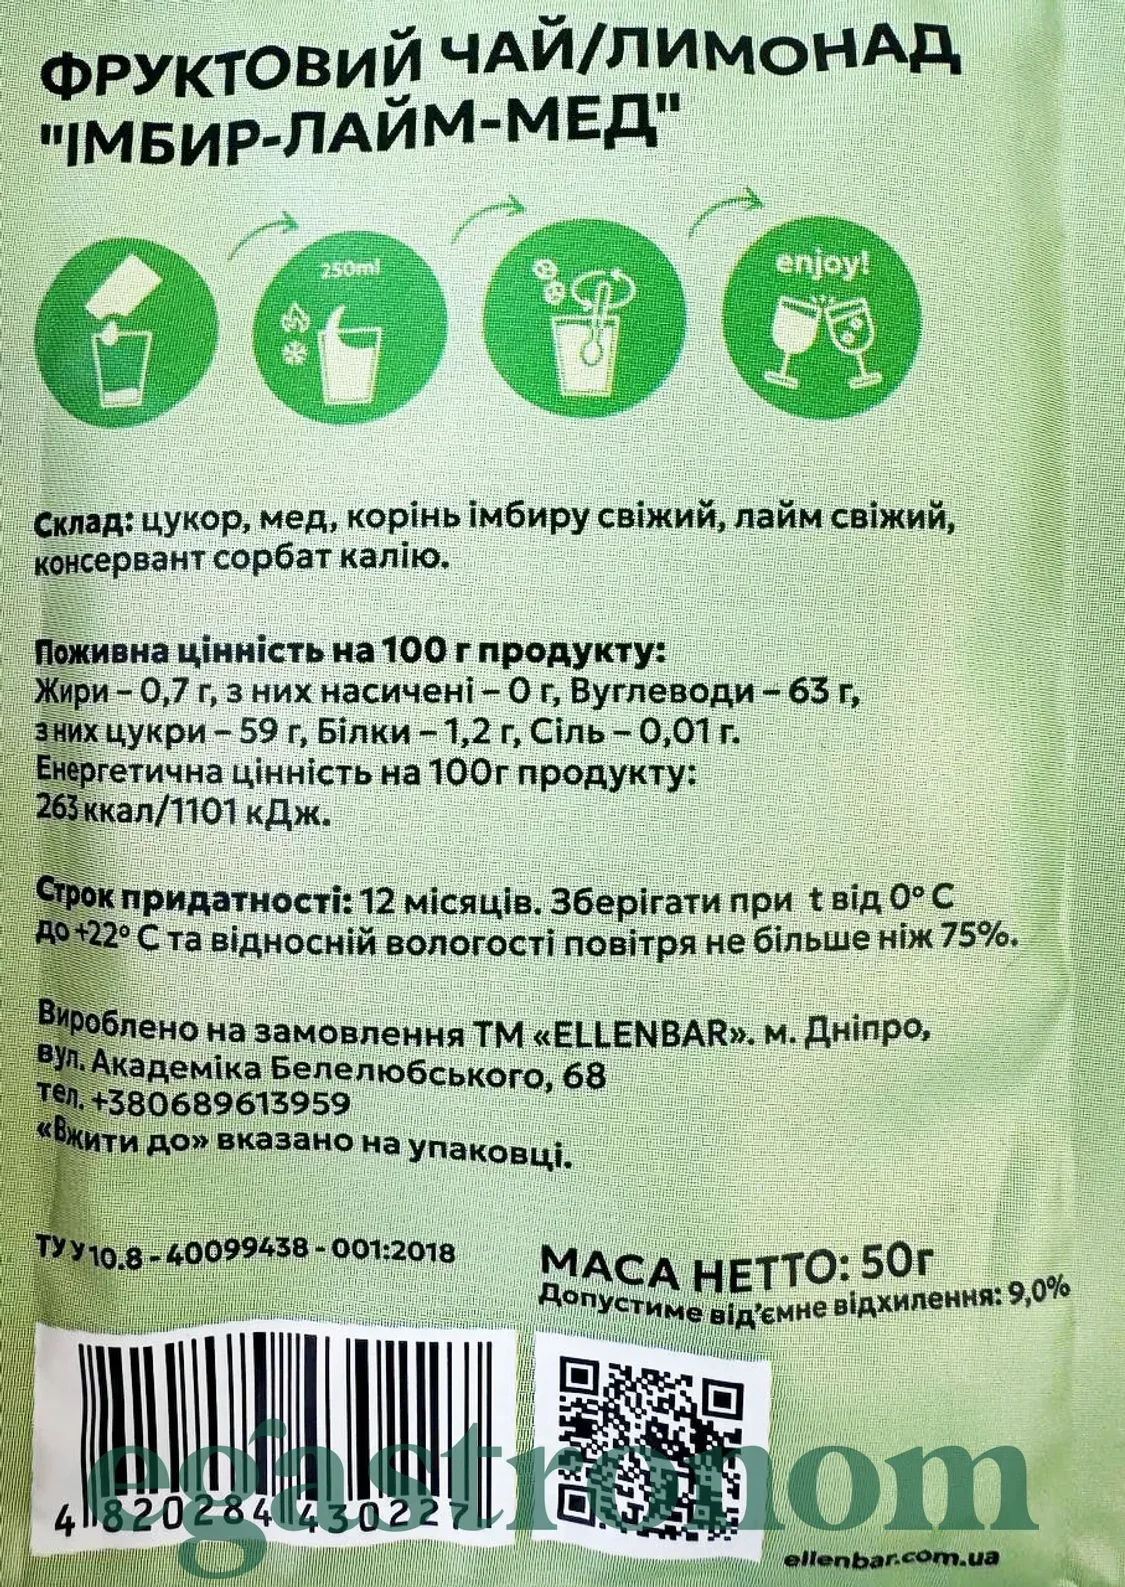 ФРУКТОВИЙ ЧАЙ/ЛИМОНАД
"ІМБИР-ЛАЙМ-МЕД"
250ml
enjoy!
Склад: цукор, мед, корінь імбиру свіжий, лайм свіжий,
консервант сорбат калію.
Поживна цінність на 100 г продукту:
Жири – 0,7 г, з них насичені – 0 г, Вуглеводи – 63 г,
з них цукри – 59 г, Білки – 1,2 г, Сіль – 0,01 г.
Енергетична цінність на 100г продукту:
263 ккал/1101 кДж.
Строк придатності: 12 місяців. Зберігати при t від 0° С
до +22° С та відносній вологості повітря не більше ніж 75%.
Вироблено на замовлення ТМ «ELLENBAR». м. Дніпро,
вул. Академіка Белелюбського, 68
тел. +380689613959
«Вжити до» вказано на упаковці.
ТУ У 10.8 - 40099438 - 001:2018
МАСА НЕТТО: 50г
Допустиме від'ємне відхилення: 9,0%
4 820284 430227
egastronom
ellenbar.com.ua